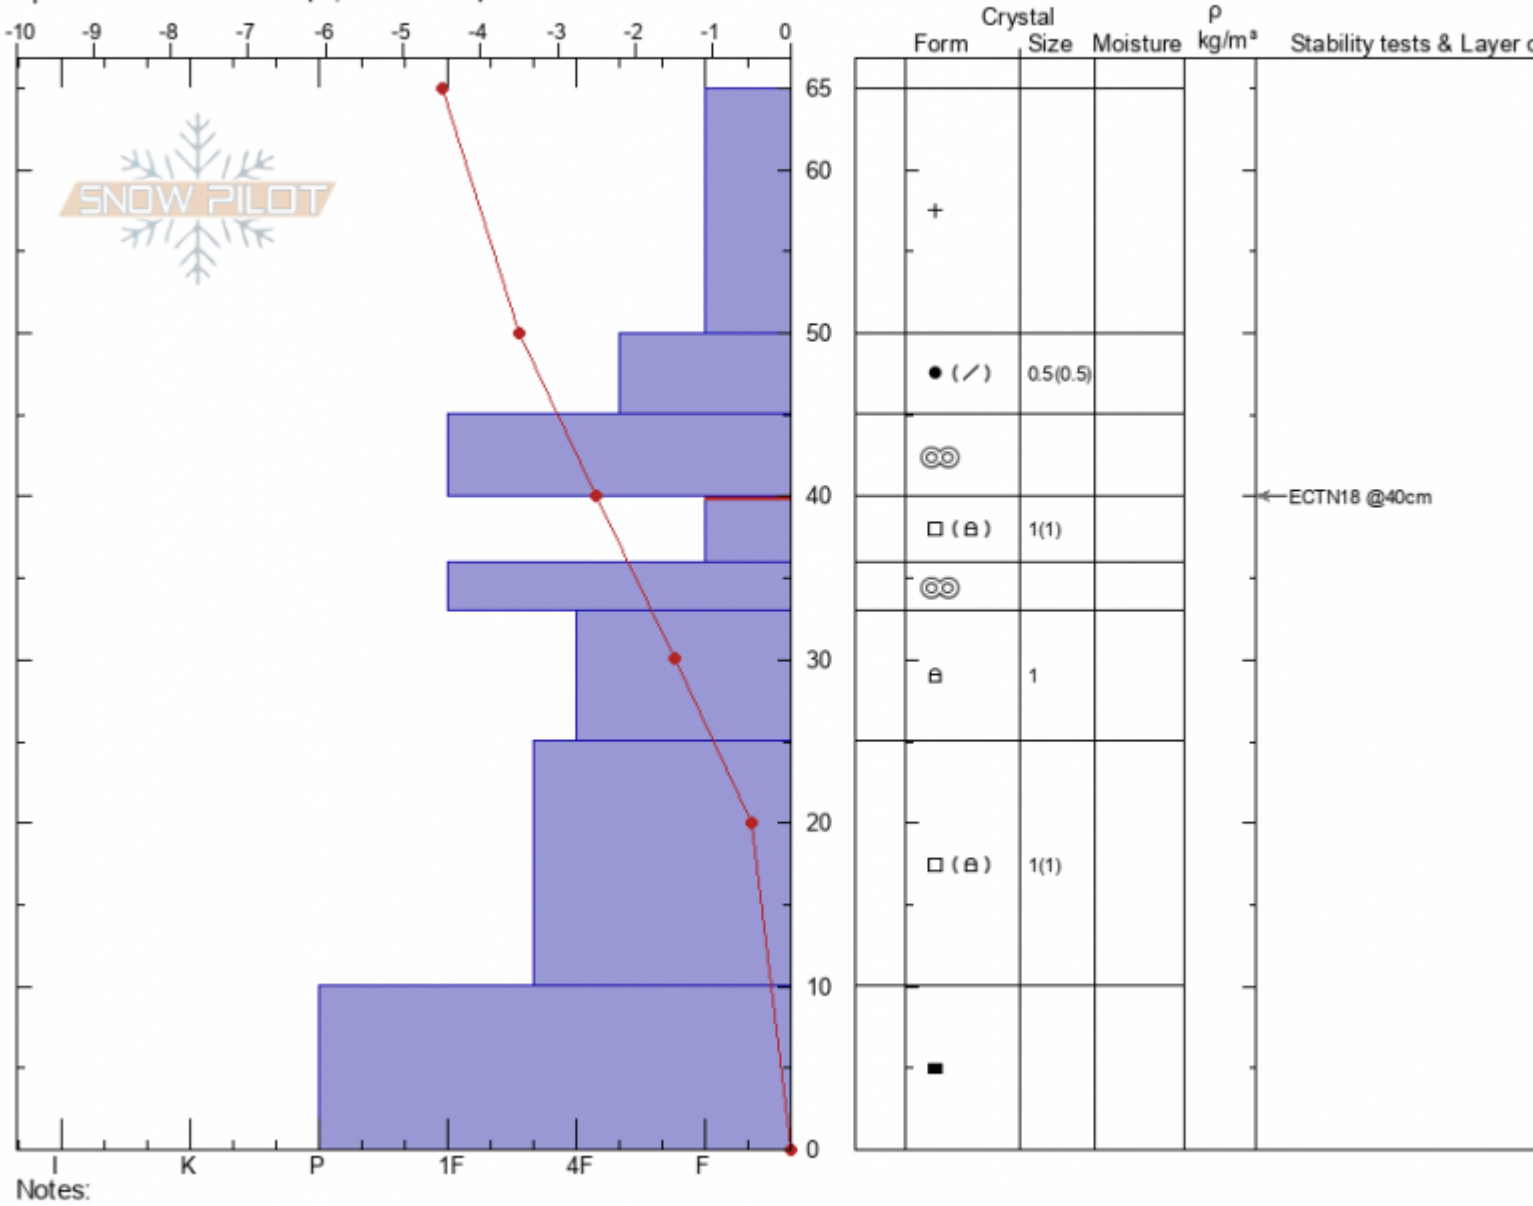 Crystal ρ
-10 -9 -8 -7 -6 -5 -4 -3 -2 -1 0
Form Size Moisture kg/m³ Stability tests & Layer
65
SNOW PILOT
60
+
50
● ( ∕ ) 0.5(0.5)
40
ECTN18 @40cm
1(1)
30
1
20
1(1)
10
0
I K P 1F 4F F
Notes: